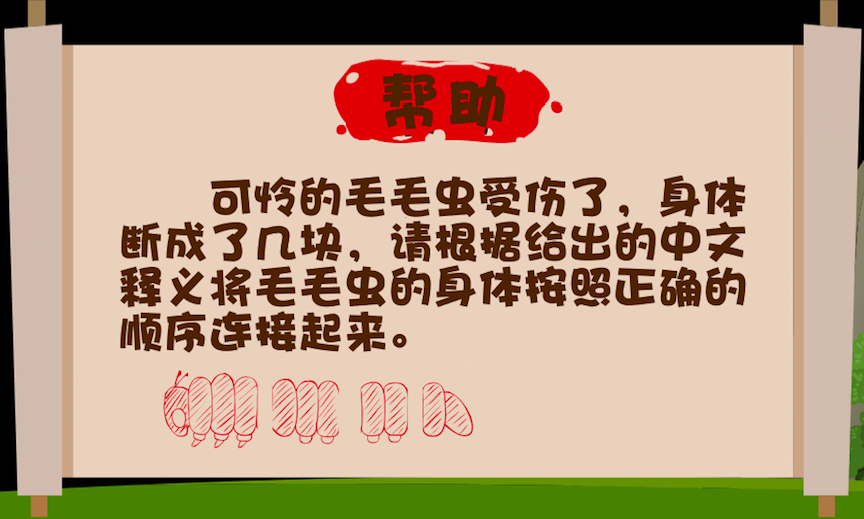 帮助
可怜的毛毛虫受伤了，身体
断成了几块，请根据给出的中文
释义将毛毛虫的身体按照正确的
顺序连接起来。